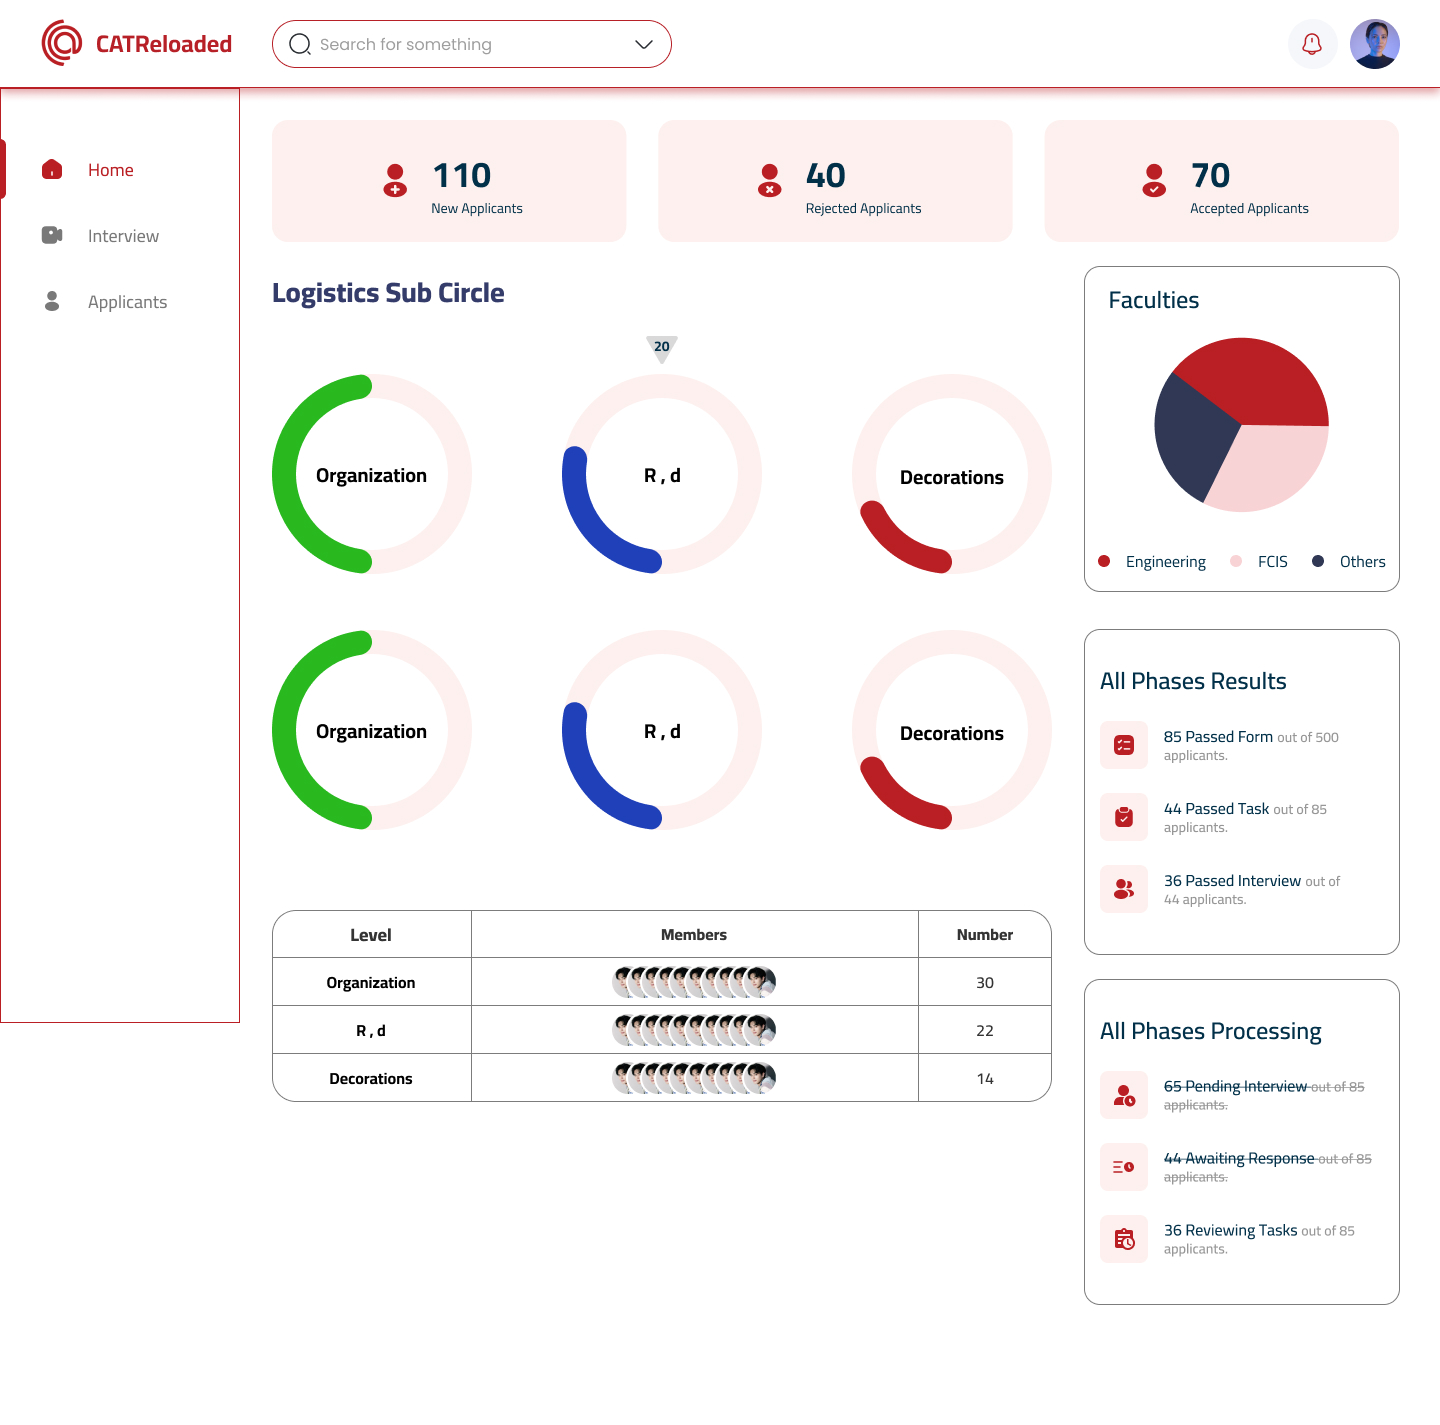 CATReloaded
Search for something
Home
Interview
Applicants
110
New Applicants
40
Rejected Applicants
70
Accepted Applicants
Logistics Sub Circle
20
Organization
R , d
Decorations
Organization
R , d
Decorations
Level
Members
Number
Organization
30
R , d
22
Decorations
14
Faculties
Engineering
FCIS
Others
All Phases Results
85 Passed Form out of 500
applicants.
44 Passed Task out of 85
applicants.
36 Passed Interview out of
44 applicants.
All Phases Processing
65 Pending Interview out of 85
applicants.
44 Awaiting Response out of 85
applicants.
36 Reviewing Tasks out of 85
applicants.